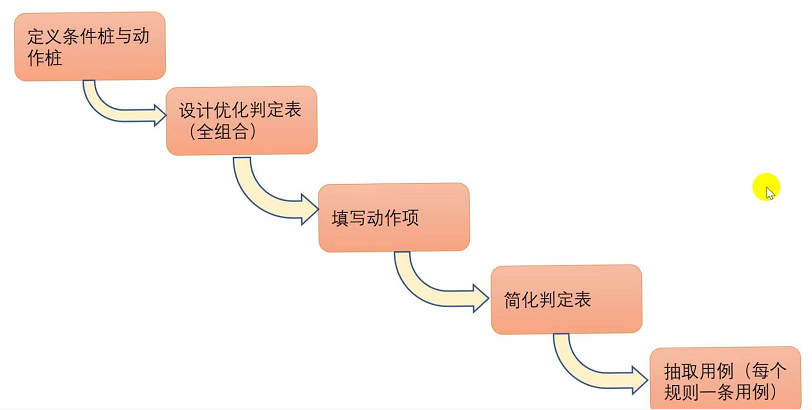 定义条件桩与动
作桩
设计优化判定表
（全组合）
填写动作项
简化判定表
抽取用例（每个
规则一条用例）